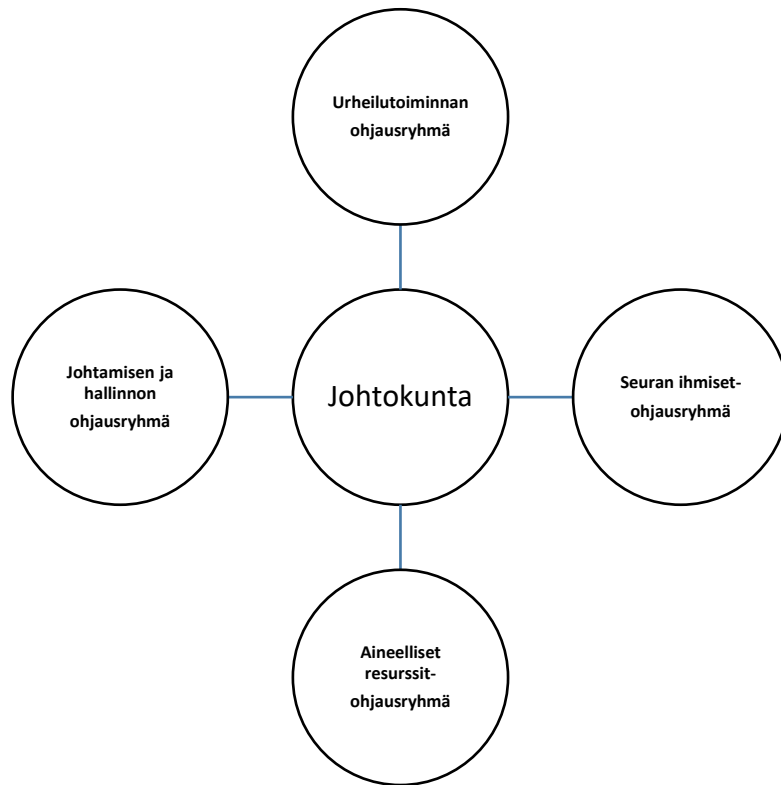 Urheilutoiminnan
ohjausryhmä
Johtamisen ja
hallinnon
ohjausryhmä
Johtokunta
Seuran ihmiset-
ohjausryhmä
Aineelliset
resurssit-
ohjausryhmä